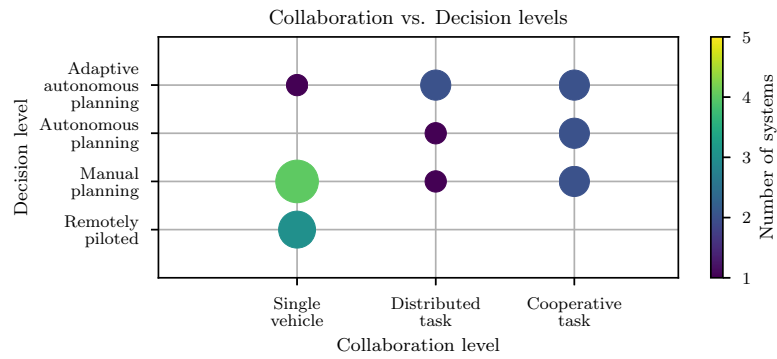 Collaboration vs. Decision levels
Decision level
Adaptive
autonomous
planning
Autonomous
planning
Manual
planning
Remotely
piloted
Single
vehicle
Distributed
task
Cooperative
task
Collaboration level
5
4
3
2
1
Number of systems